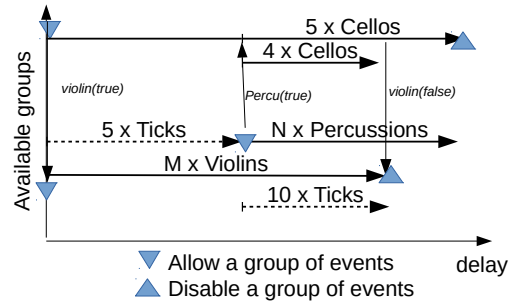 5 x Cellos
4 x Cellos
violin(true)
Percu(true)
violin(false)
5 x Ticks
N x Percussions
M x Violins
10 x Ticks
Available groups
delay
Allow a group of events
Disable a group of events